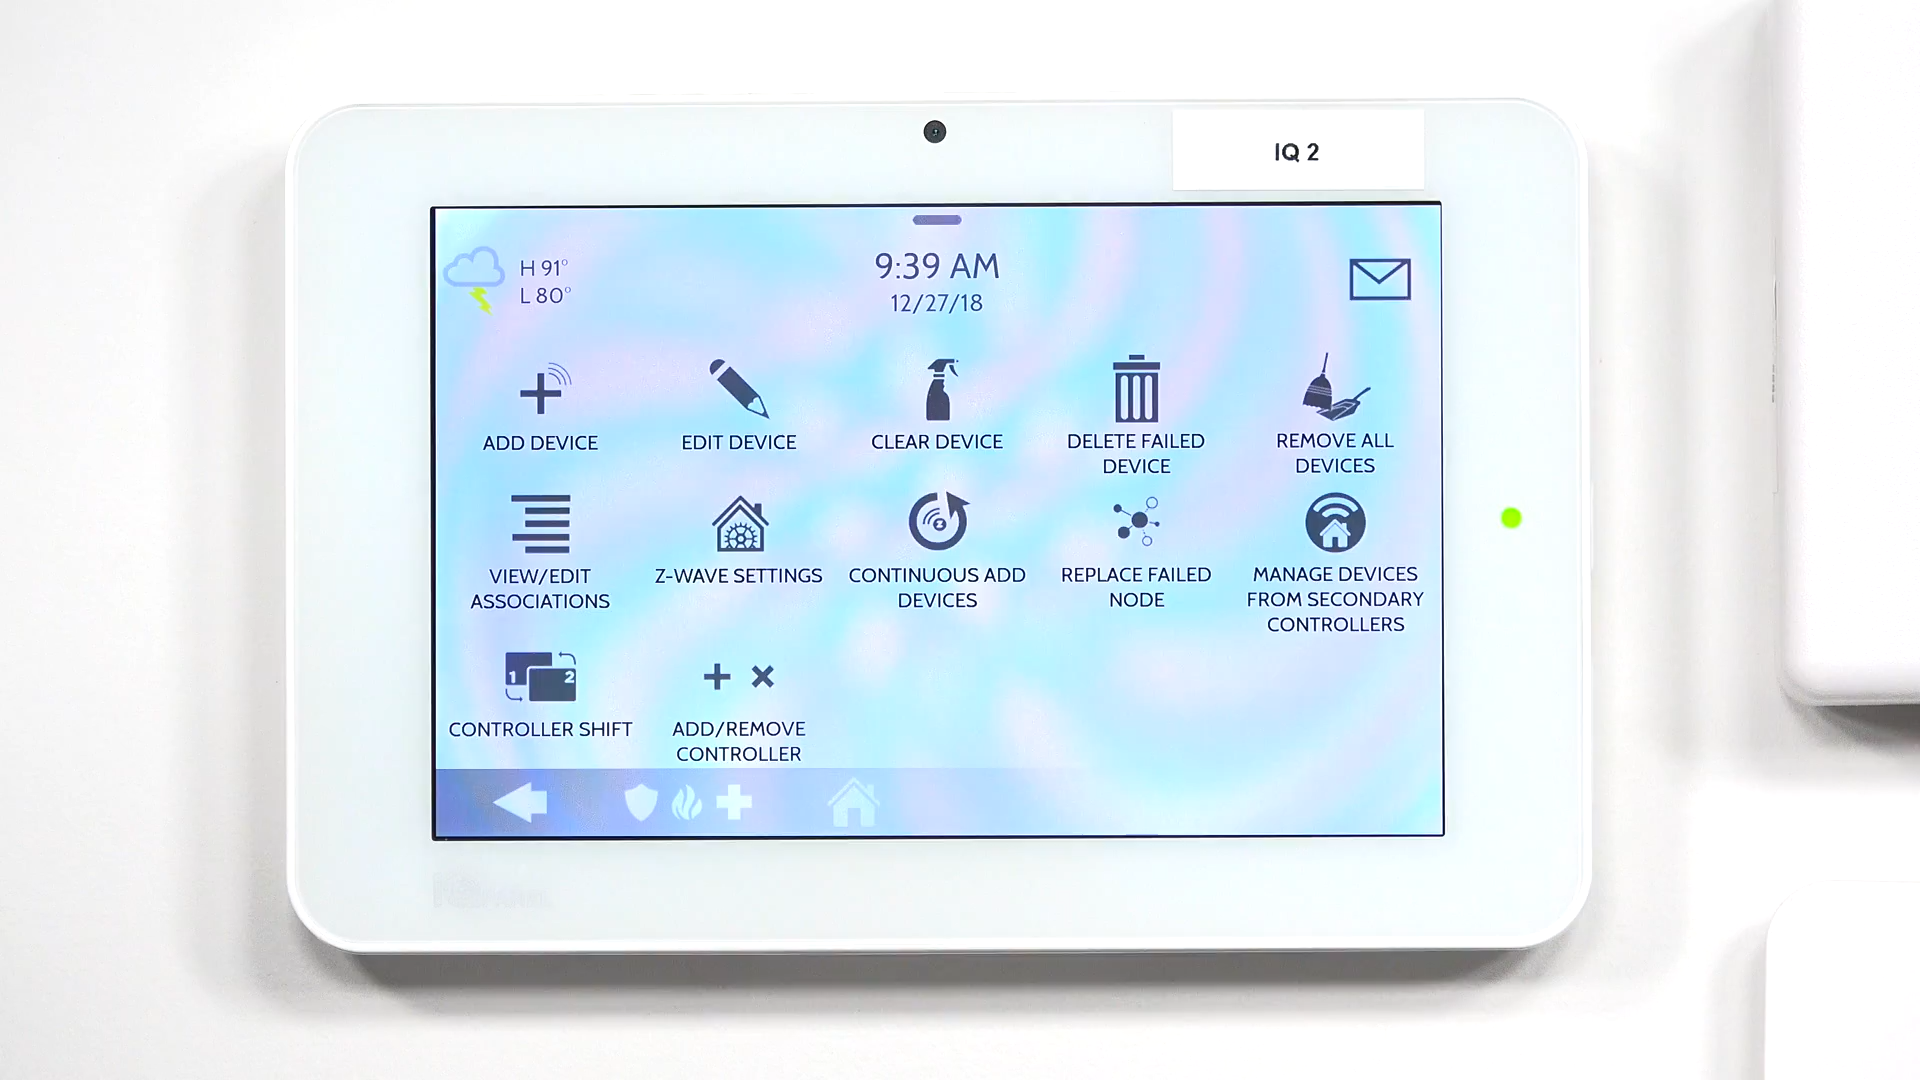 IQ 2
H 91°
L 80°
9:39 AM
12/27/18
ADD DEVICE
EDIT DEVICE
CLEAR DEVICE
DELETE FAILED
DEVICE
REMOVE ALL
DEVICES
VIEW/EDIT
ASSOCIATIONS
Z-WAVE SETTINGS
CONTINUOUS ADD
DEVICES
REPLACE FAILED
NODE
MANAGE DEVICES
FROM SECONDARY
CONTROLLERS
1 2
CONTROLLER SHIFT
ADD/REMOVE
CONTROLLER